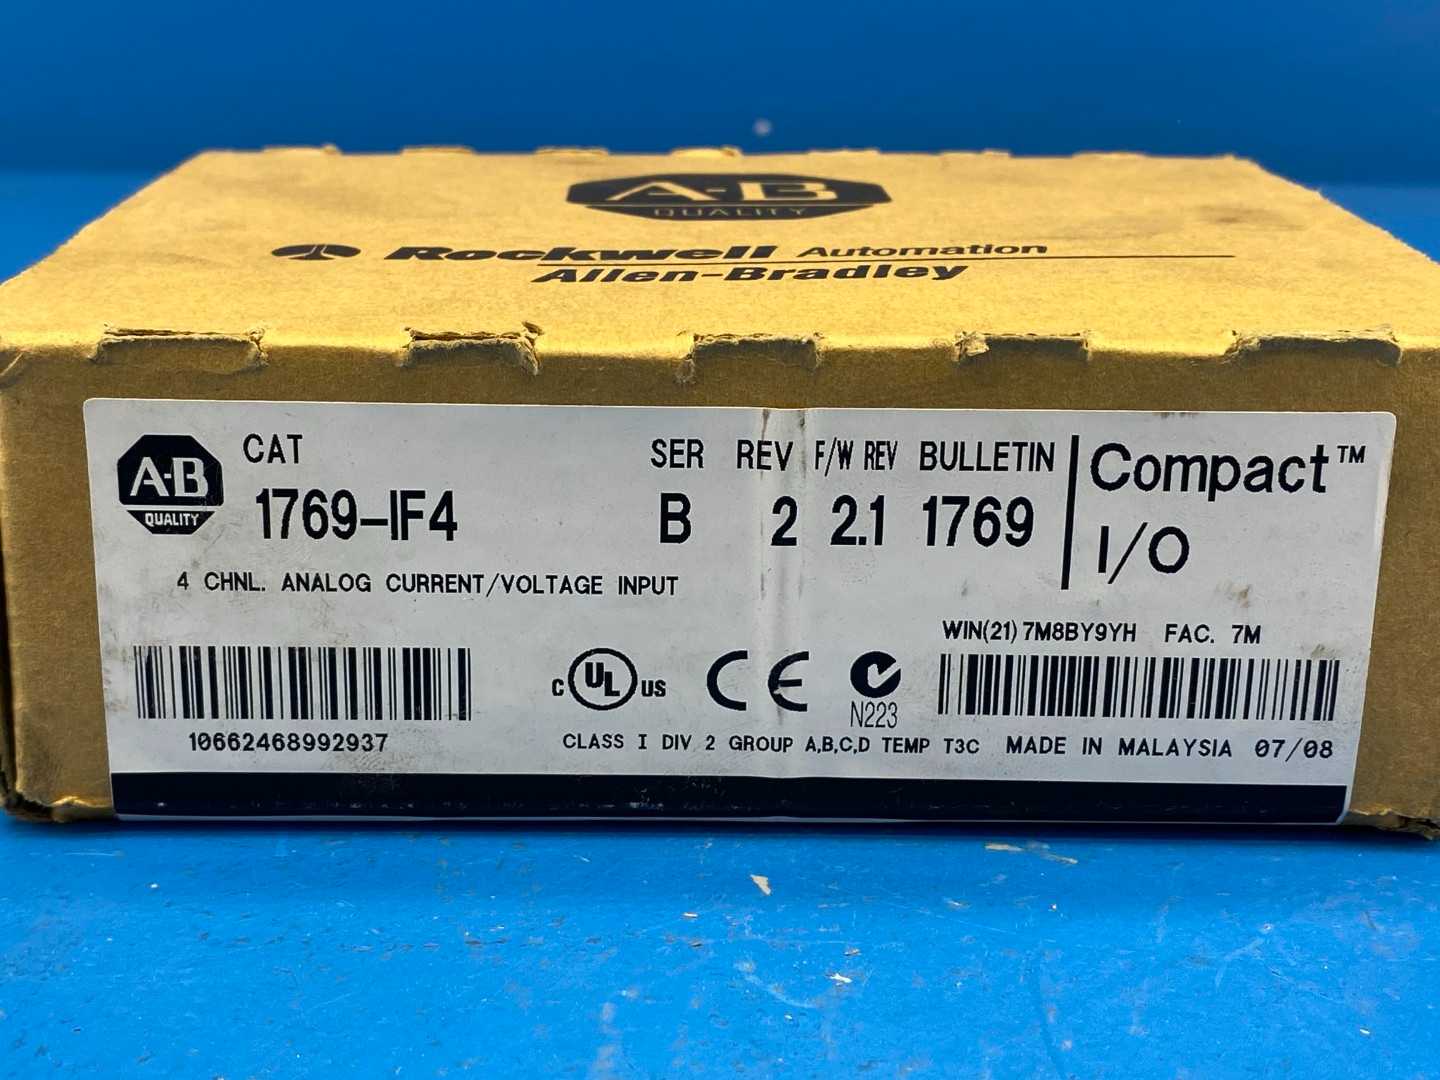 A-B
QUALITY
Rockwell Automation
Allen-Bradley
A-B
QUALITY
CAT
1769-IF4
SER
B
REV
2
F/W REV
2.1
BULLETIN
1769
Compact™
I/O
4 CHNL. ANALOG CURRENT/VOLTAGE INPUT
WIN(21) 7M8BY9YH FAC. 7M
10662468992937
C UL US
CE
N223
CLASS I DIV 2 GROUP A,B,C,D TEMP T3C MADE IN MALAYSIA 07/08